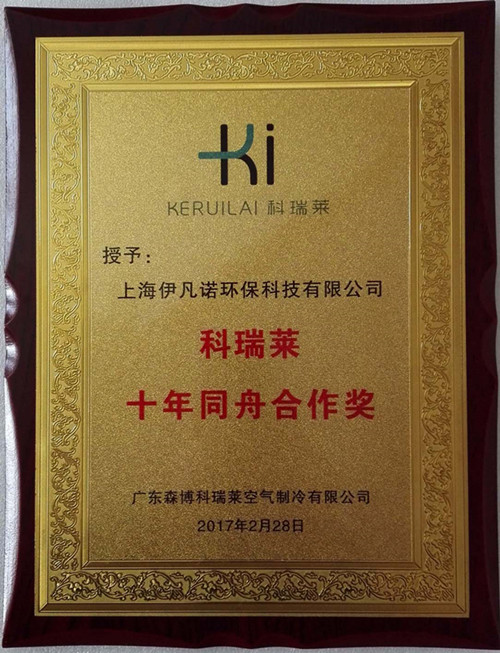 Ki
KERUILAI 科瑞莱
授予：
上海伊凡诺环保科技有限公司
科瑞莱
十年同舟合作奖
广东森博科瑞莱空气制冷有限公司
2017年2月28日